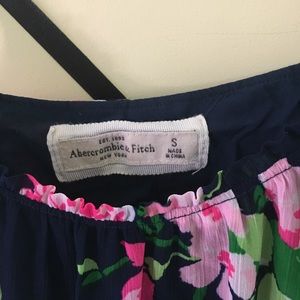 EST. 1892
Abercrombie & Fitch
NEW YORK
S
MADE
IN CHINA